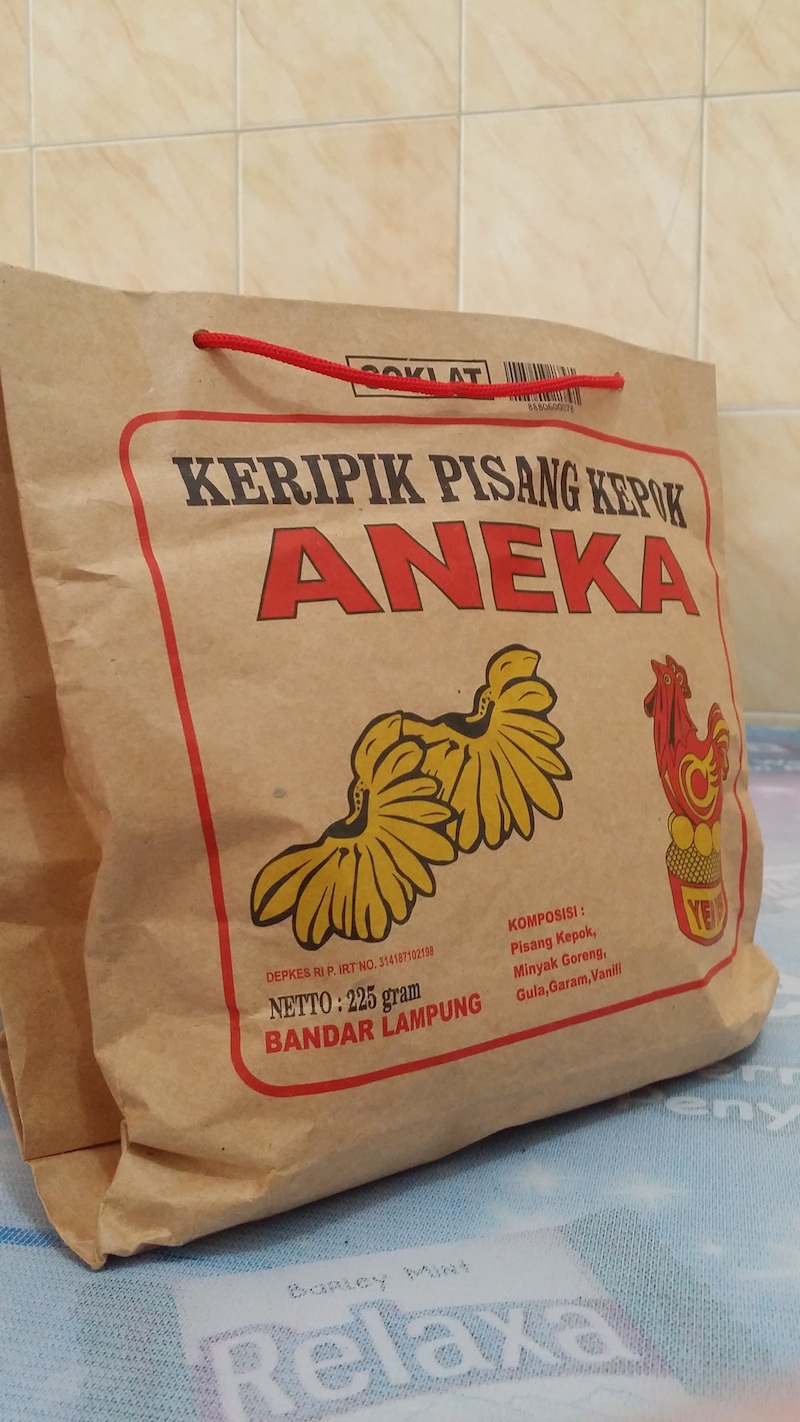 COKLAT
KERIPIK PISANG KEPOK
ANEKA
DEPKES RI P. IRT NO. 314187102198
NETTO : 225 gram
BANDAR LAMPUNG
KOMPOSISI :
Pisang Kepok,
Minyak Goreng,
Gula,Garam,Vanili
BARLEY MINT
Relaxa